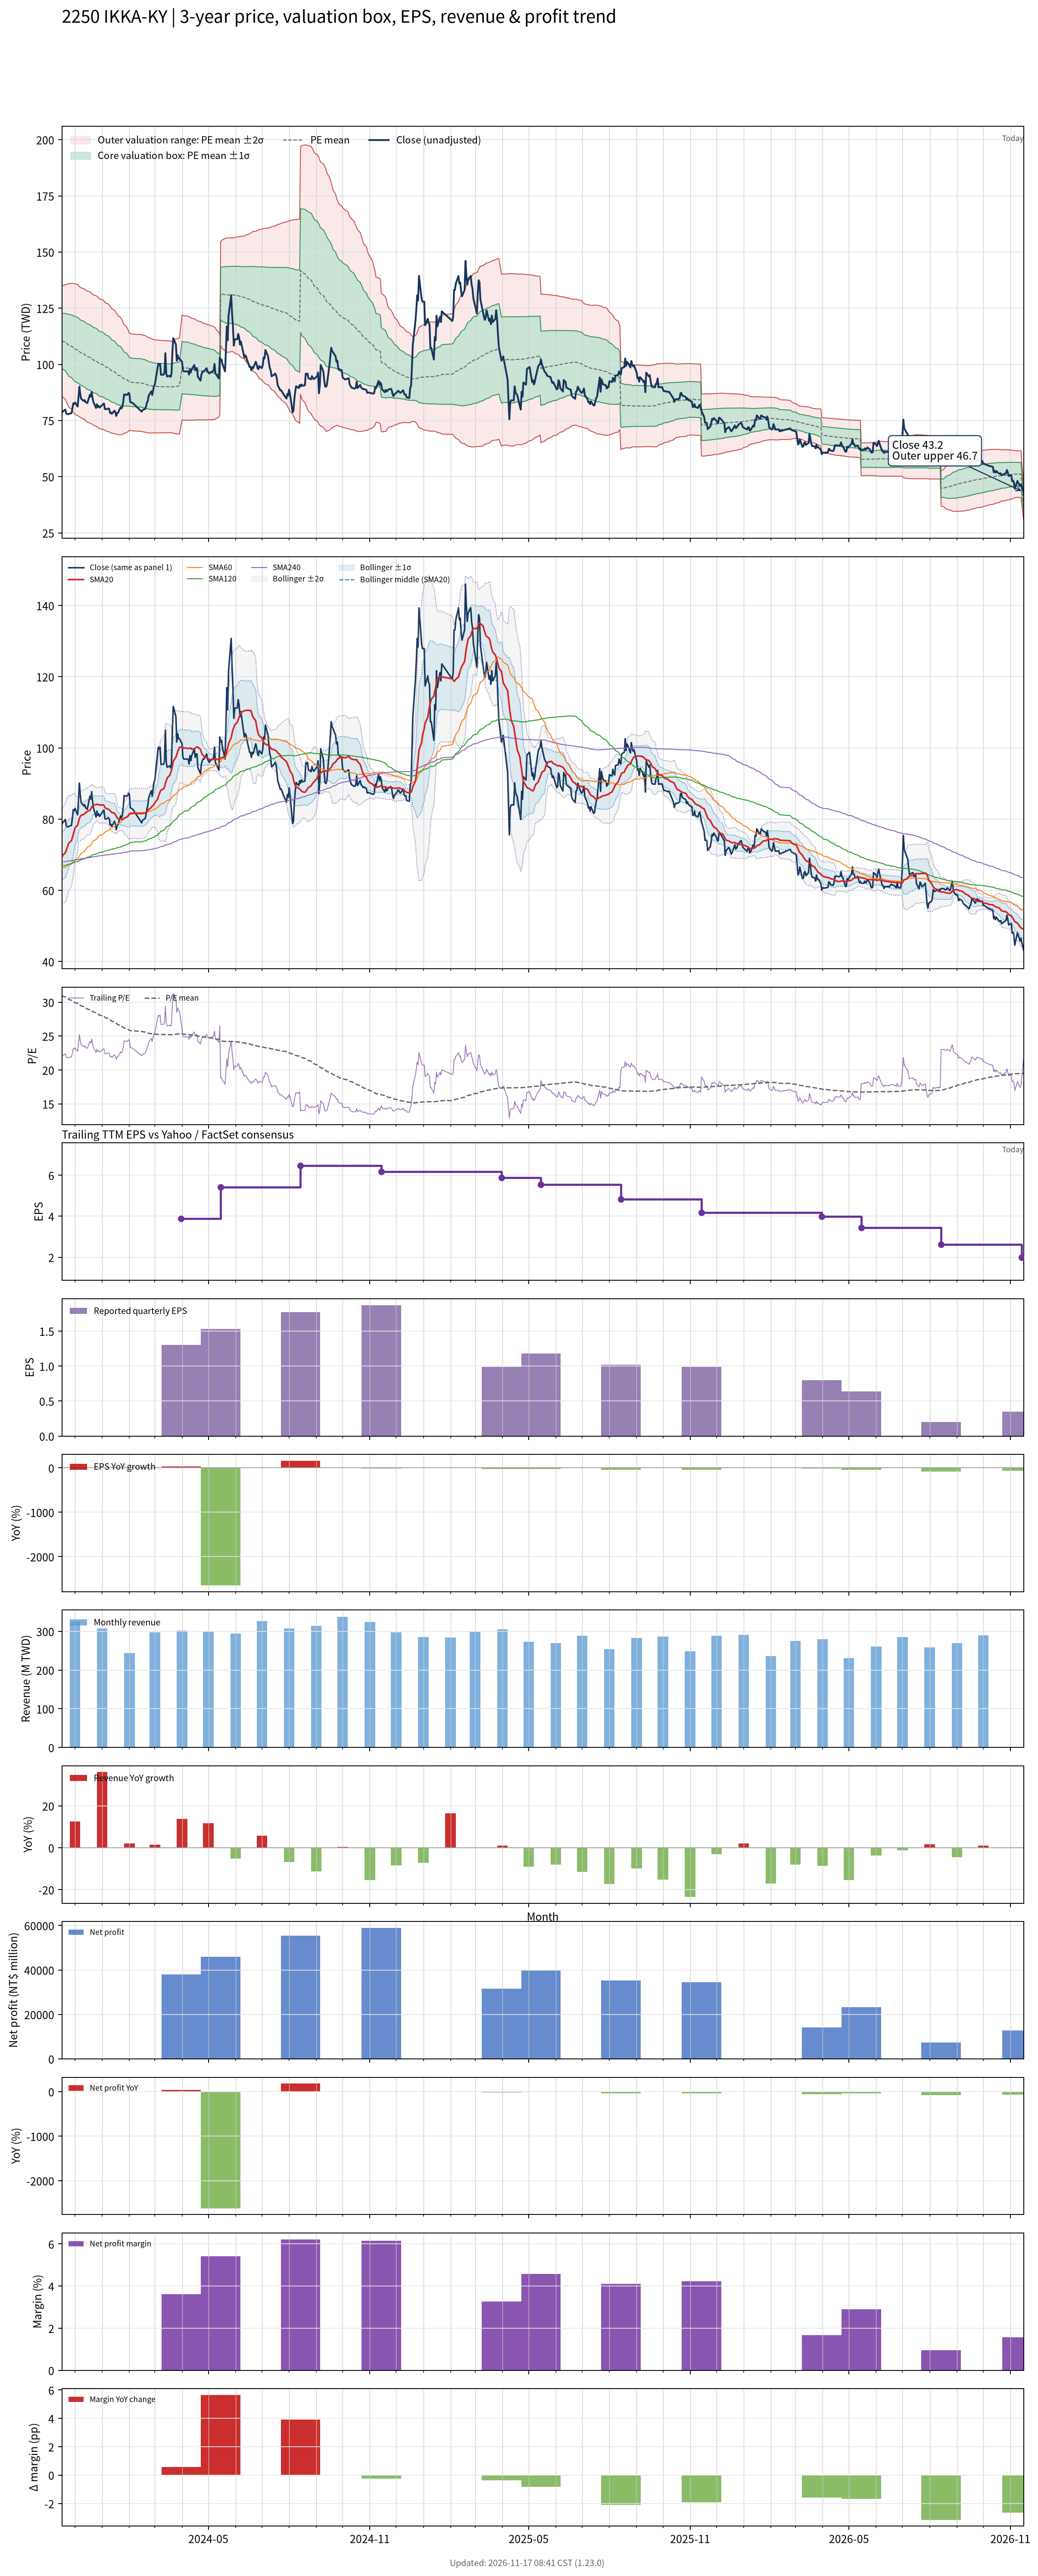 2250 IKKA-KY | 3-year price, valuation box, EPS, revenue & profit trend
Outer valuation range: PE mean ±2σ
PE mean
Close (unadjusted)
Core valuation box: PE mean ±1σ
Today
200
175
150
125
100
75
50
25
Price (TWD)
Close 43.2
Outer upper 46.7
Close (same as panel 1)
SMA20
SMA60
SMA120
SMA240
Bollinger ±2σ
Bollinger ±1σ
Bollinger middle (SMA20)
140
120
100
80
60
40
Price
Trailing P/E
P/E mean
30
25
20
15
P/E
Trailing TTM EPS vs Yahoo / FactSet consensus
Today
6
4
2
EPS
Reported quarterly EPS
1.5
1.0
0.5
0.0
EPS
EPS YoY growth
0
-1000
-2000
YoY (%)
Monthly revenue
300
200
100
0
Revenue (M TWD)
Revenue YoY growth
20
0
-20
YoY (%)
Month
Net profit
60000
40000
20000
0
Net profit (NT$ million)
Net profit YoY
0
-1000
-2000
YoY (%)
Net profit margin
6
4
2
0
Margin (%)
Margin YoY change
6
4
2
0
-2
Δ margin (pp)
2024-05
2024-11
2025-05
2025-11
2026-05
2026-11
Updated: 2026-11-17 08:41 CST (1.23.0)